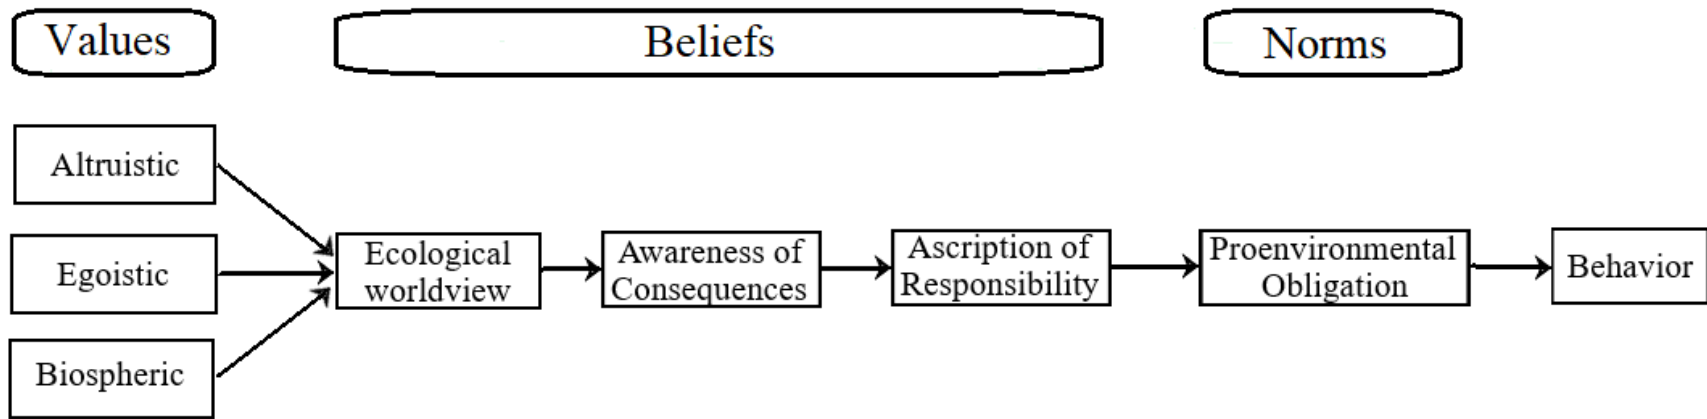 Values
Beliefs
Norms
Altruistic
Egoistic
Biospheric
Ecological
worldview
Awareness of
Consequences
Ascription of
Responsibility
Proenvironmental
Obligation
Behavior